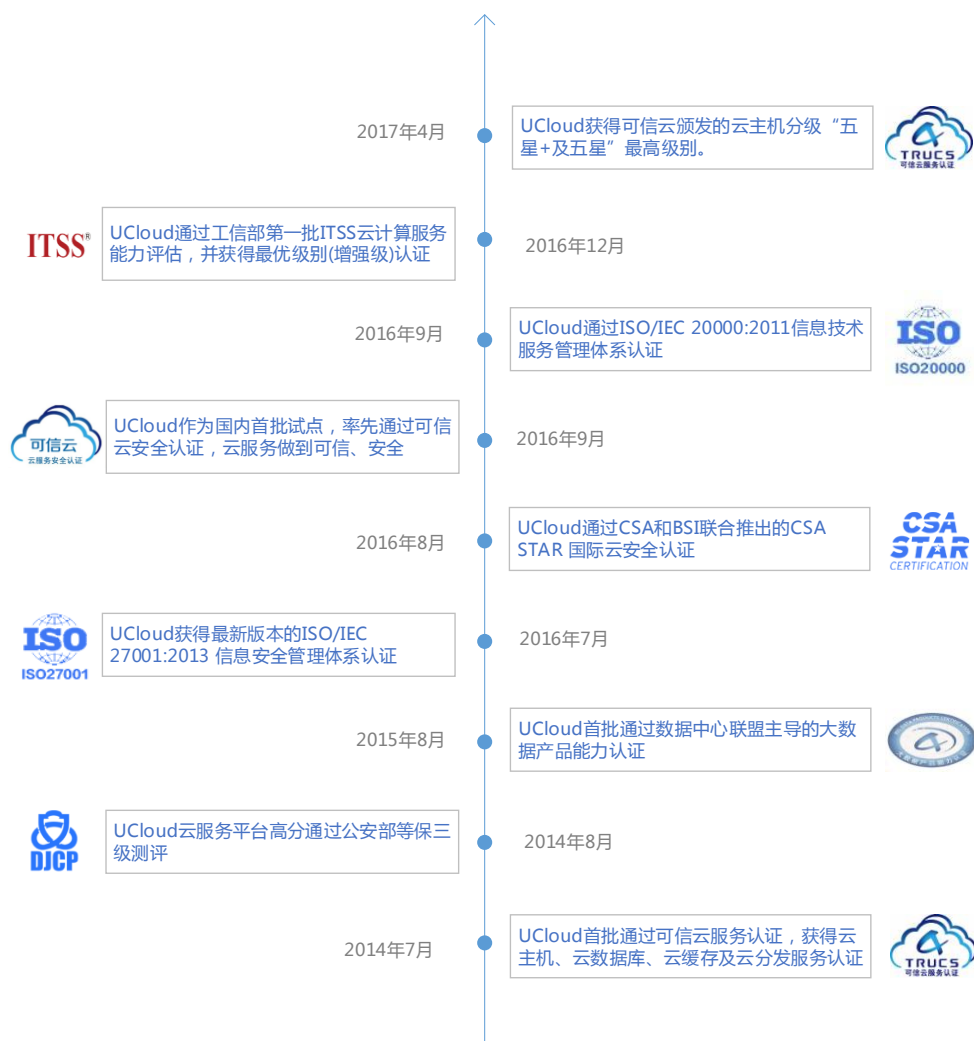 2017年4月
UCloud获得可信云颁发的云主机分级“五
星+及五星”最高级别。
TRUCS
可信云服务认证
ITSS®
UCloud通过工信部第一批ITSS云计算服务
能力评估，并获得最优级别(增强级)认证
2016年12月
2016年9月
UCloud通过ISO/IEC 20000:2011信息技术
服务管理体系认证
ISO
ISO20000
可信云
云服务安全认证
UCloud作为国内首批试点，率先通过可信
云安全认证，云服务做到可信、安全
2016年9月
2016年8月
UCloud通过CSA和BSI联合推出的CSA
STAR 国际云安全认证
CSA
STAR
CERTIFICATION
ISO
ISO27001
UCloud获得最新版本的ISO/IEC
27001:2013 信息安全管理体系认证
2016年7月
2015年8月
UCloud首批通过数据中心联盟主导的大数
据产品能力认证
DJCP
UCloud云服务平台高分通过公安部等保三
级测评
2014年8月
2014年7月
UCloud首批通过可信云服务认证，获得云
主机、云数据库、云缓存及云分发服务认证
TRUCS
可信云服务认证